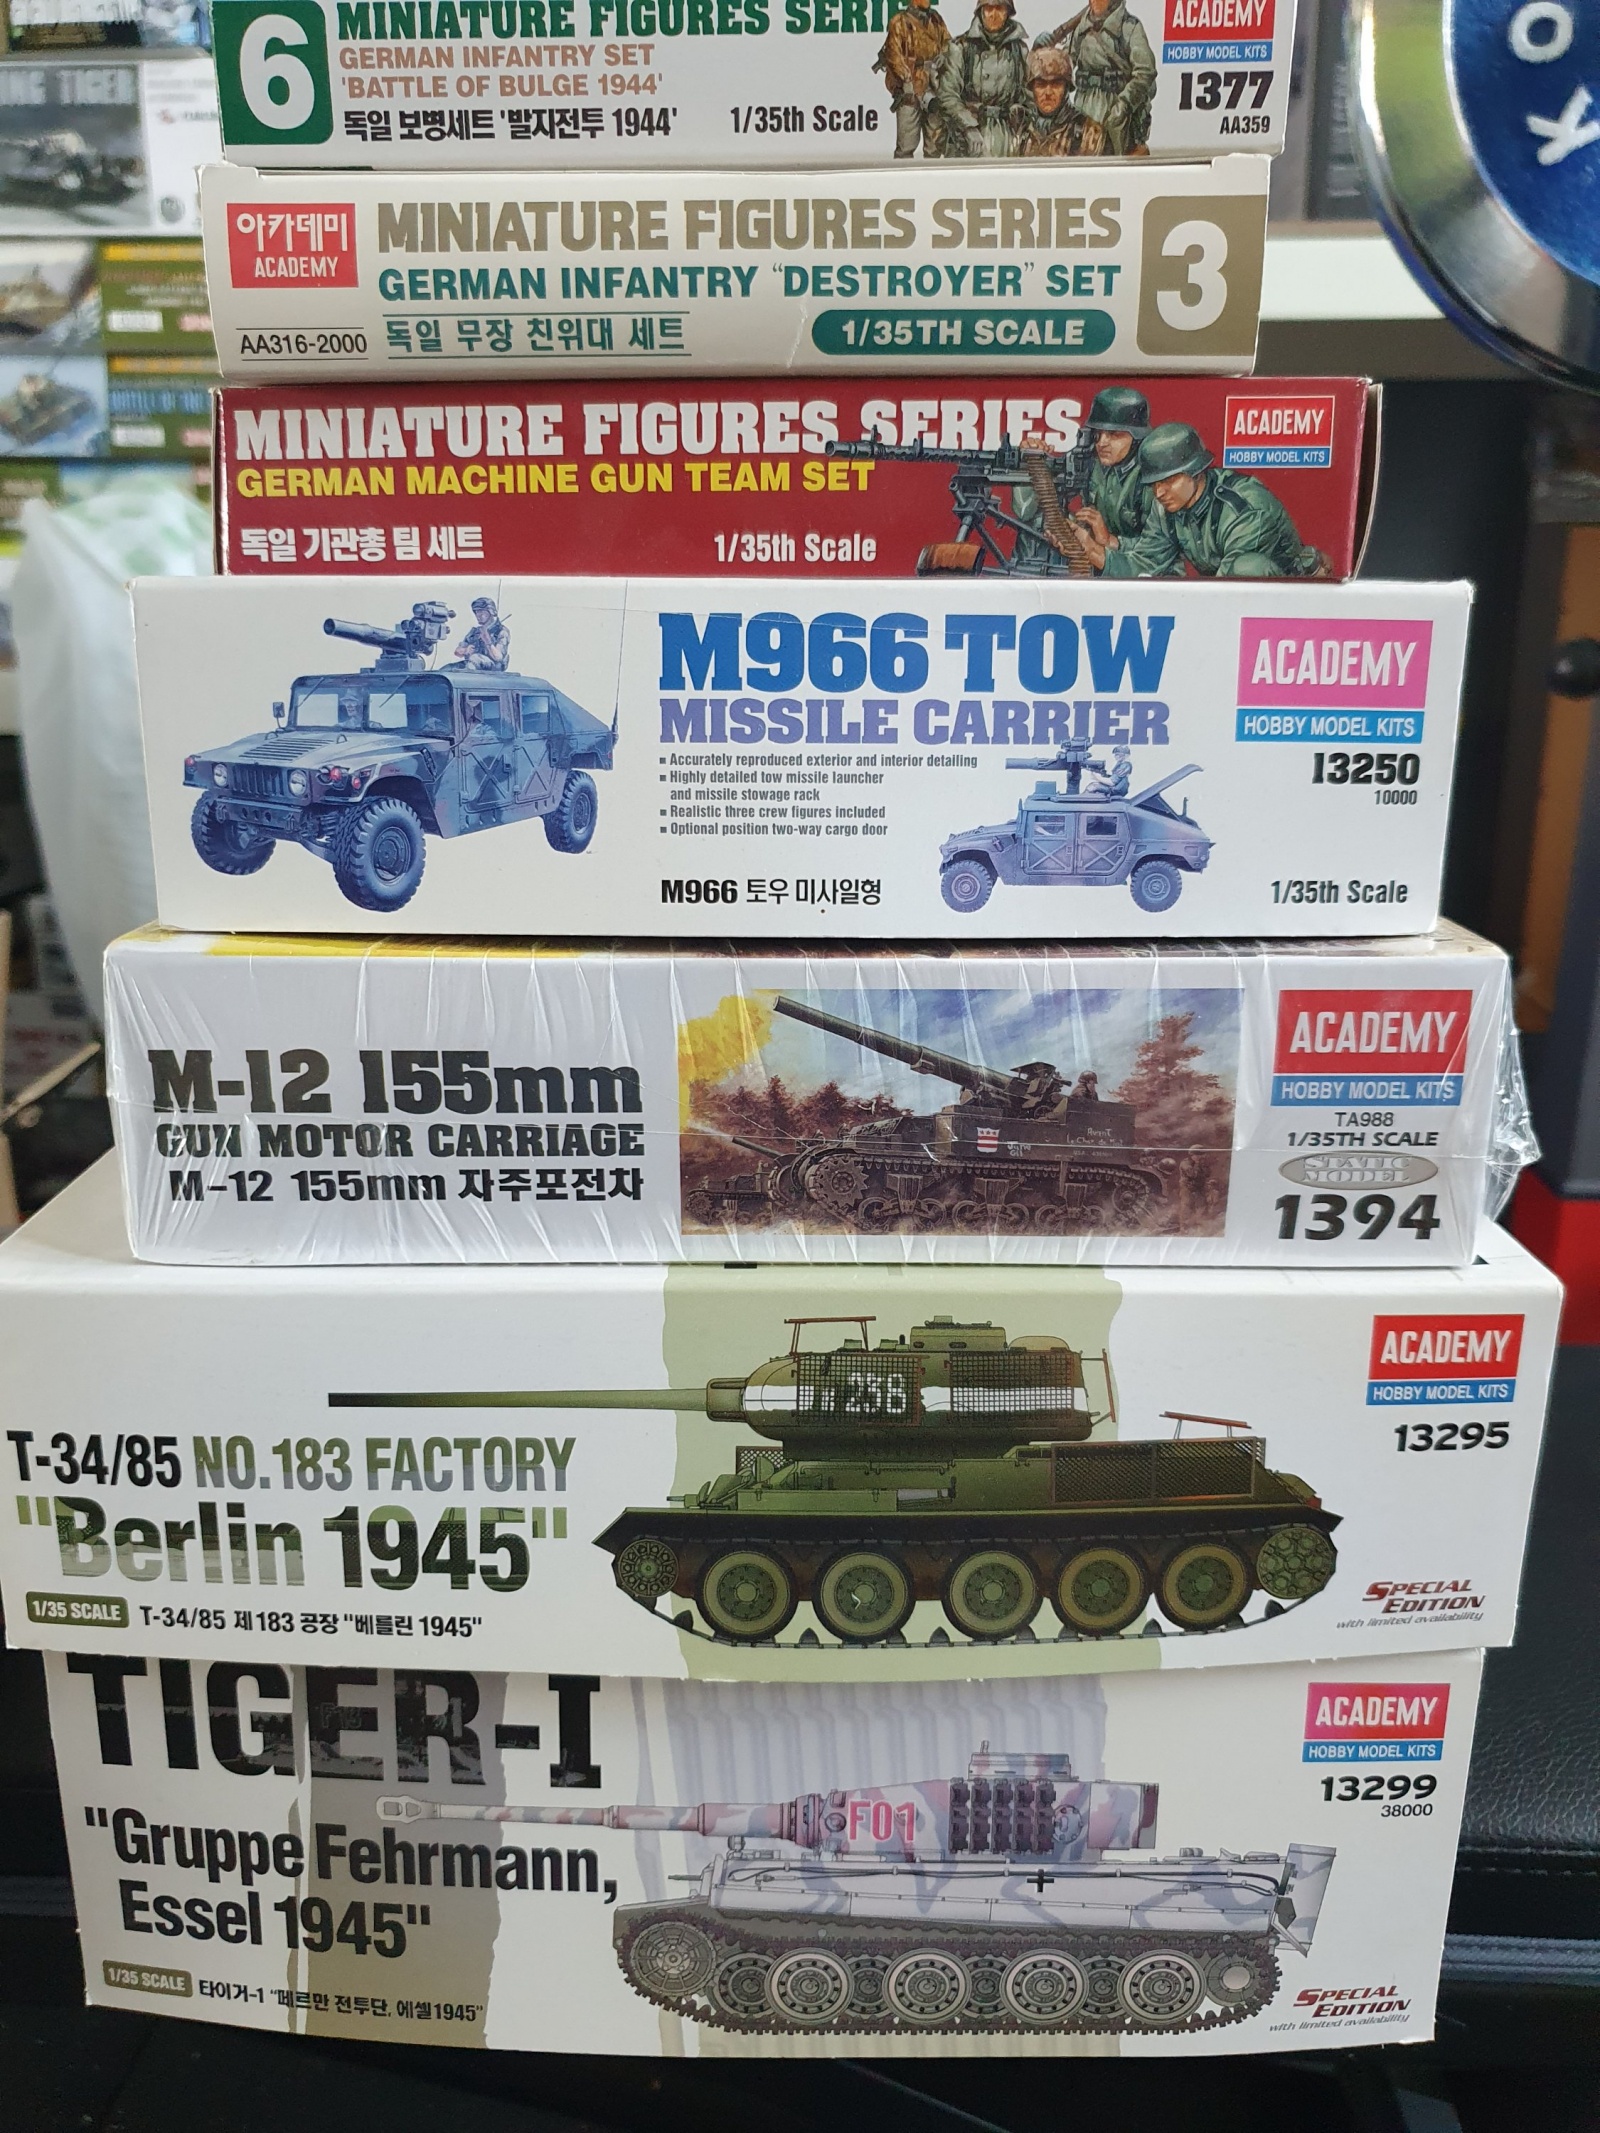 6
MINIATURE FIGURES SERIES
GERMAN INFANTRY SET
'BATTLE OF BULGE 1944'
독일 보병세트 '발지전투 1944'
1/35th Scale
ACADEMY
HOBBY MODEL KITS
1377
AA359
아카데미
ACADEMY
AA316-2000
MINIATURE FIGURES SERIES
GERMAN INFANTRY "DESTROYER" SET
독일 무장 친위대 세트
1/35TH SCALE
3
MINIATURE FIGURES SERIES
GERMAN MACHINE GUN TEAM SET
독일 기관총 팀 세트
1/35th Scale
ACADEMY
HOBBY MODEL KITS
M966 TOW
MISSILE CARRIER
▪ Accurately reproduced exterior and interior detailing
▪ Highly detailed tow missile launcher
and missile stowage rack
▪ Realistic three crew figures included
▪ Optional position two-way cargo door
M966 토우 미사일형
ACADEMY
HOBBY MODEL KITS
13250
10000
1/35th Scale
M-12 155mm
GUN MOTOR CARRIAGE
M-12 155mm 자주포전차
ACADEMY
HOBBY MODEL KITS
TA988
1/35TH SCALE
STATIC
MODEL
1394
T-34/85 NO.183 FACTORY
"Berlin 1945"
1/35 SCALE
T-34/85 제183 공장 "베를린 1945"
ACADEMY
HOBBY MODEL KITS
13295
SPECIAL
EDITION
with limited availability
TIGER-I
"Gruppe Fehrmann,
Essel 1945"
1/35 SCALE
타이거-1 "페르만 전투단, 에쎌1945"
F01
ACADEMY
HOBBY MODEL KITS
13299
38000
SPECIAL
EDITION
with limited availability
TIGER
OK